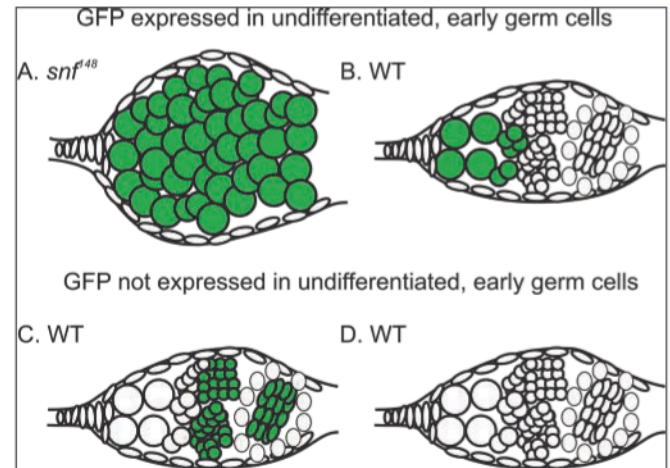 GFP expressed in undifferentiated, early germ cells
A. snf¹⁴⁸ B. WT
GFP not expressed in undifferentiated, early germ cells
C. WT D. WT